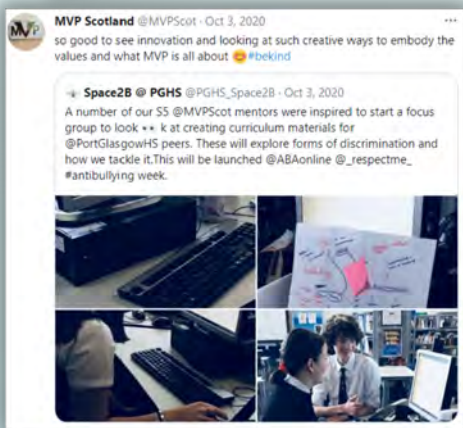 MVP Scotland @MVPScot · Oct 3, 2020
so good to see innovation and looking at such creative ways to embody the
values and what MVP is all about 😊 #bekind
Space2B @ PGHS @PGHS_Space2B · Oct 3, 2020
A number of our S5 @MVPScot mentors were inspired to start a focus
group to look 👀 k at creating curriculum materials for
@PortGlasgowHS peers. These will explore forms of discrimination and
how we tackle it.This will be launched @ABAonline @_respectme_
#antibullying week.